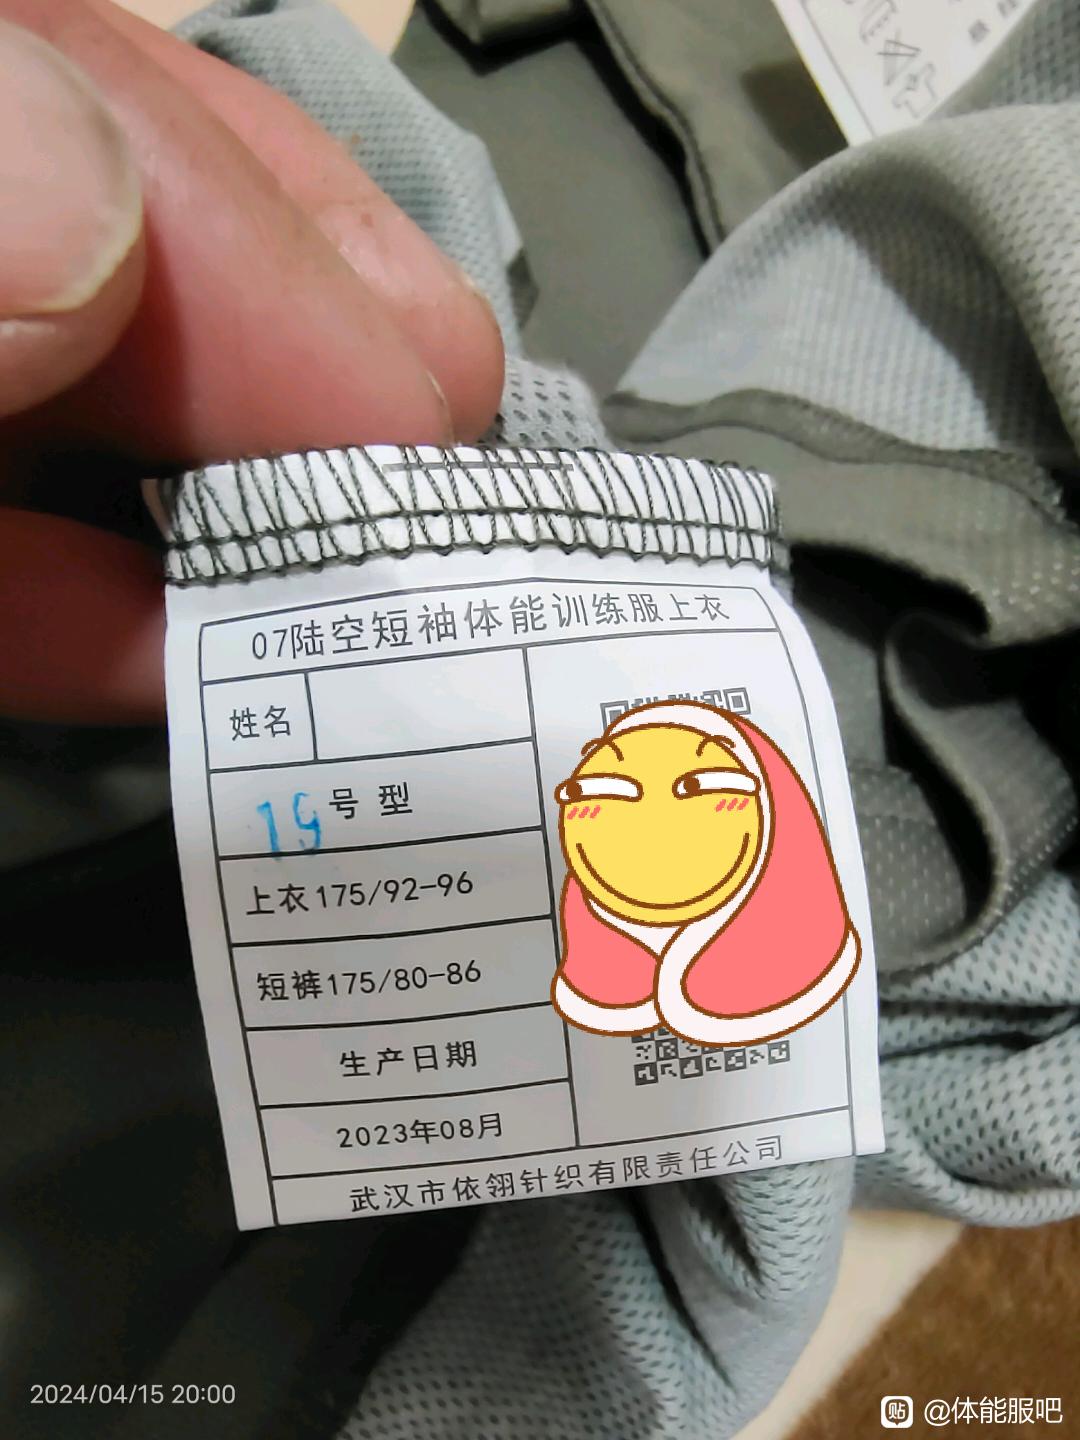 07陆空短袖体能训练服上衣
姓名
号型
19
上衣175/92-96
短裤175/80-86
生产日期
2023年08月
武汉市依翎针织有限责任公司
2024/04/15 20:00
贴 @体能服吧